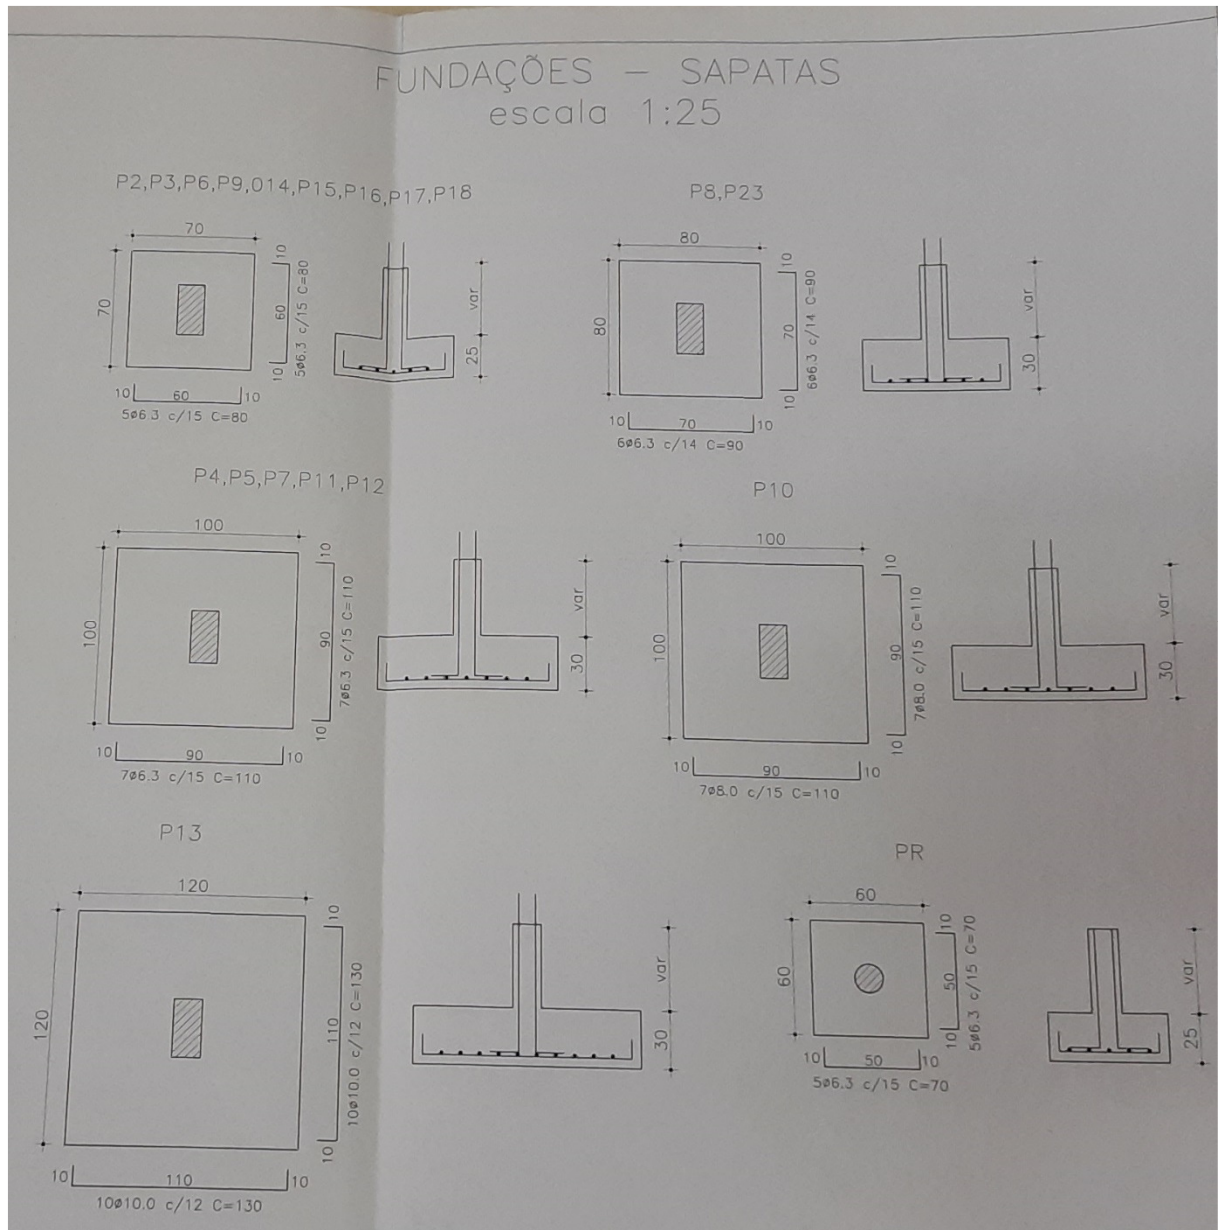 FUNDAÇÕES – SAPATAS
escala 1:25
P2,P3,P6,P9,O14,P15,P16,P17,P18
70
70
10
60
10
5ø6.3 c/15 C=80
10
60
10
5ø6.3 c/15 C=80
var
25
P8,P23
80
80
10
70
10
6ø6.3 c/14 C=90
10
70
10
6ø6.3 c/14 C=90
var
30
P4,P5,P7,P11,P12
100
100
10
90
10
7ø6.3 c/15 C=110
10
90
10
7ø6.3 c/15 C=110
var
30
P10
100
100
10
90
10
7ø8.0 c/15 C=110
10
90
10
7ø8.0 c/15 C=110
var
30
P13
120
120
10
110
10
10ø10.0 c/12 C=130
10
110
10
10ø10.0 c/12 C=130
var
30
PR
60
60
10
50
10
5ø6.3 c/15 C=70
10
50
10
5ø6.3 c/15 C=70
var
25